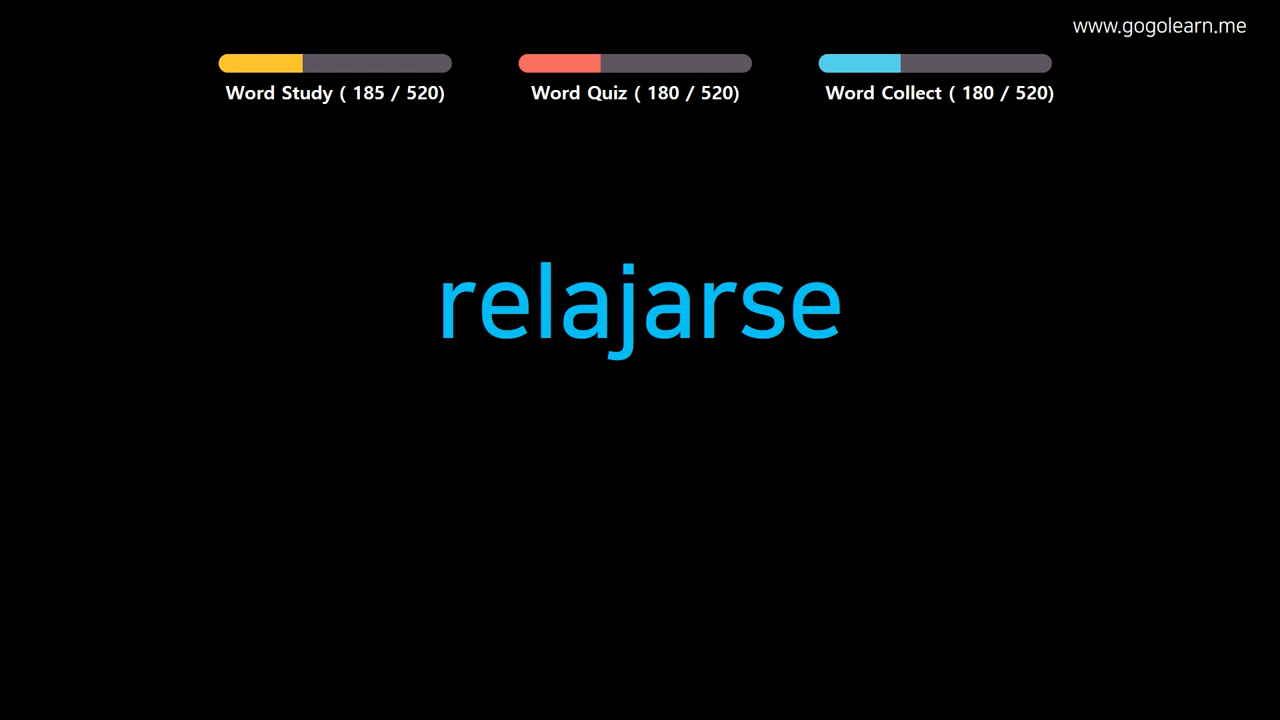 www.gogolearn.me
Word Study ( 185 / 520)
Word Quiz ( 180 / 520)
Word Collect ( 180 / 520)
relajarse